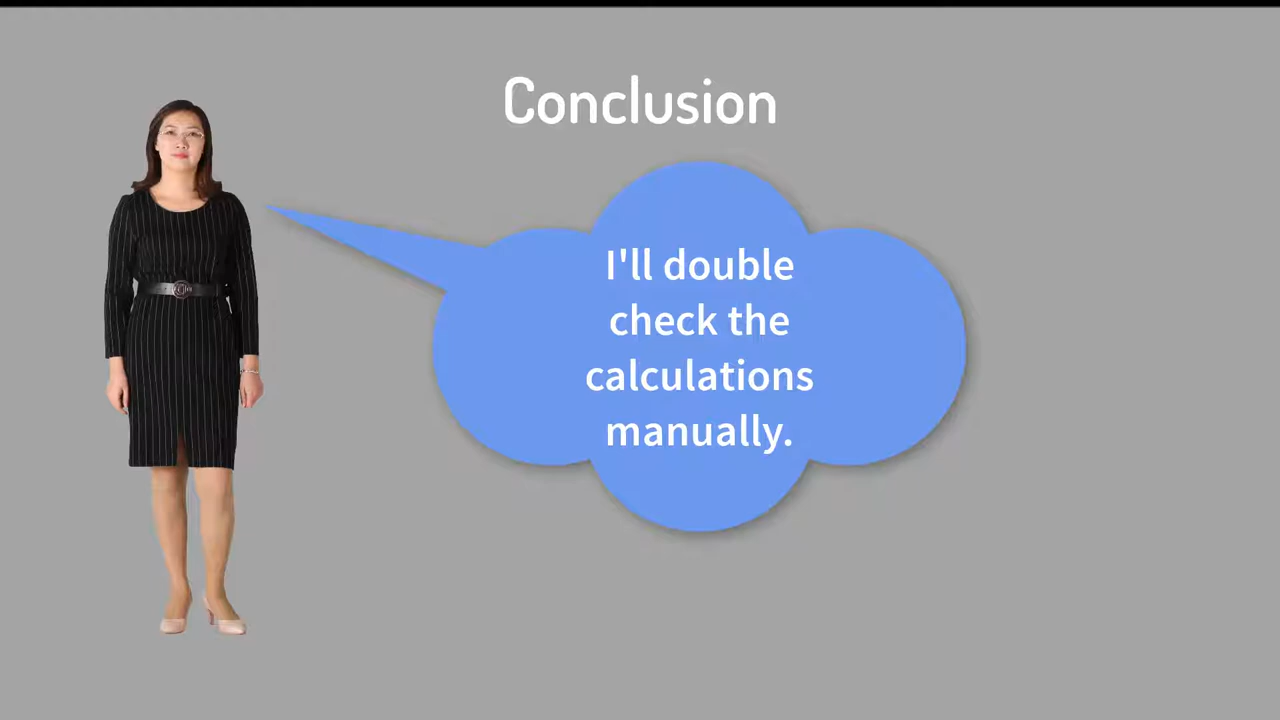 Conclusion
I'll double
check the
calculations
manually.